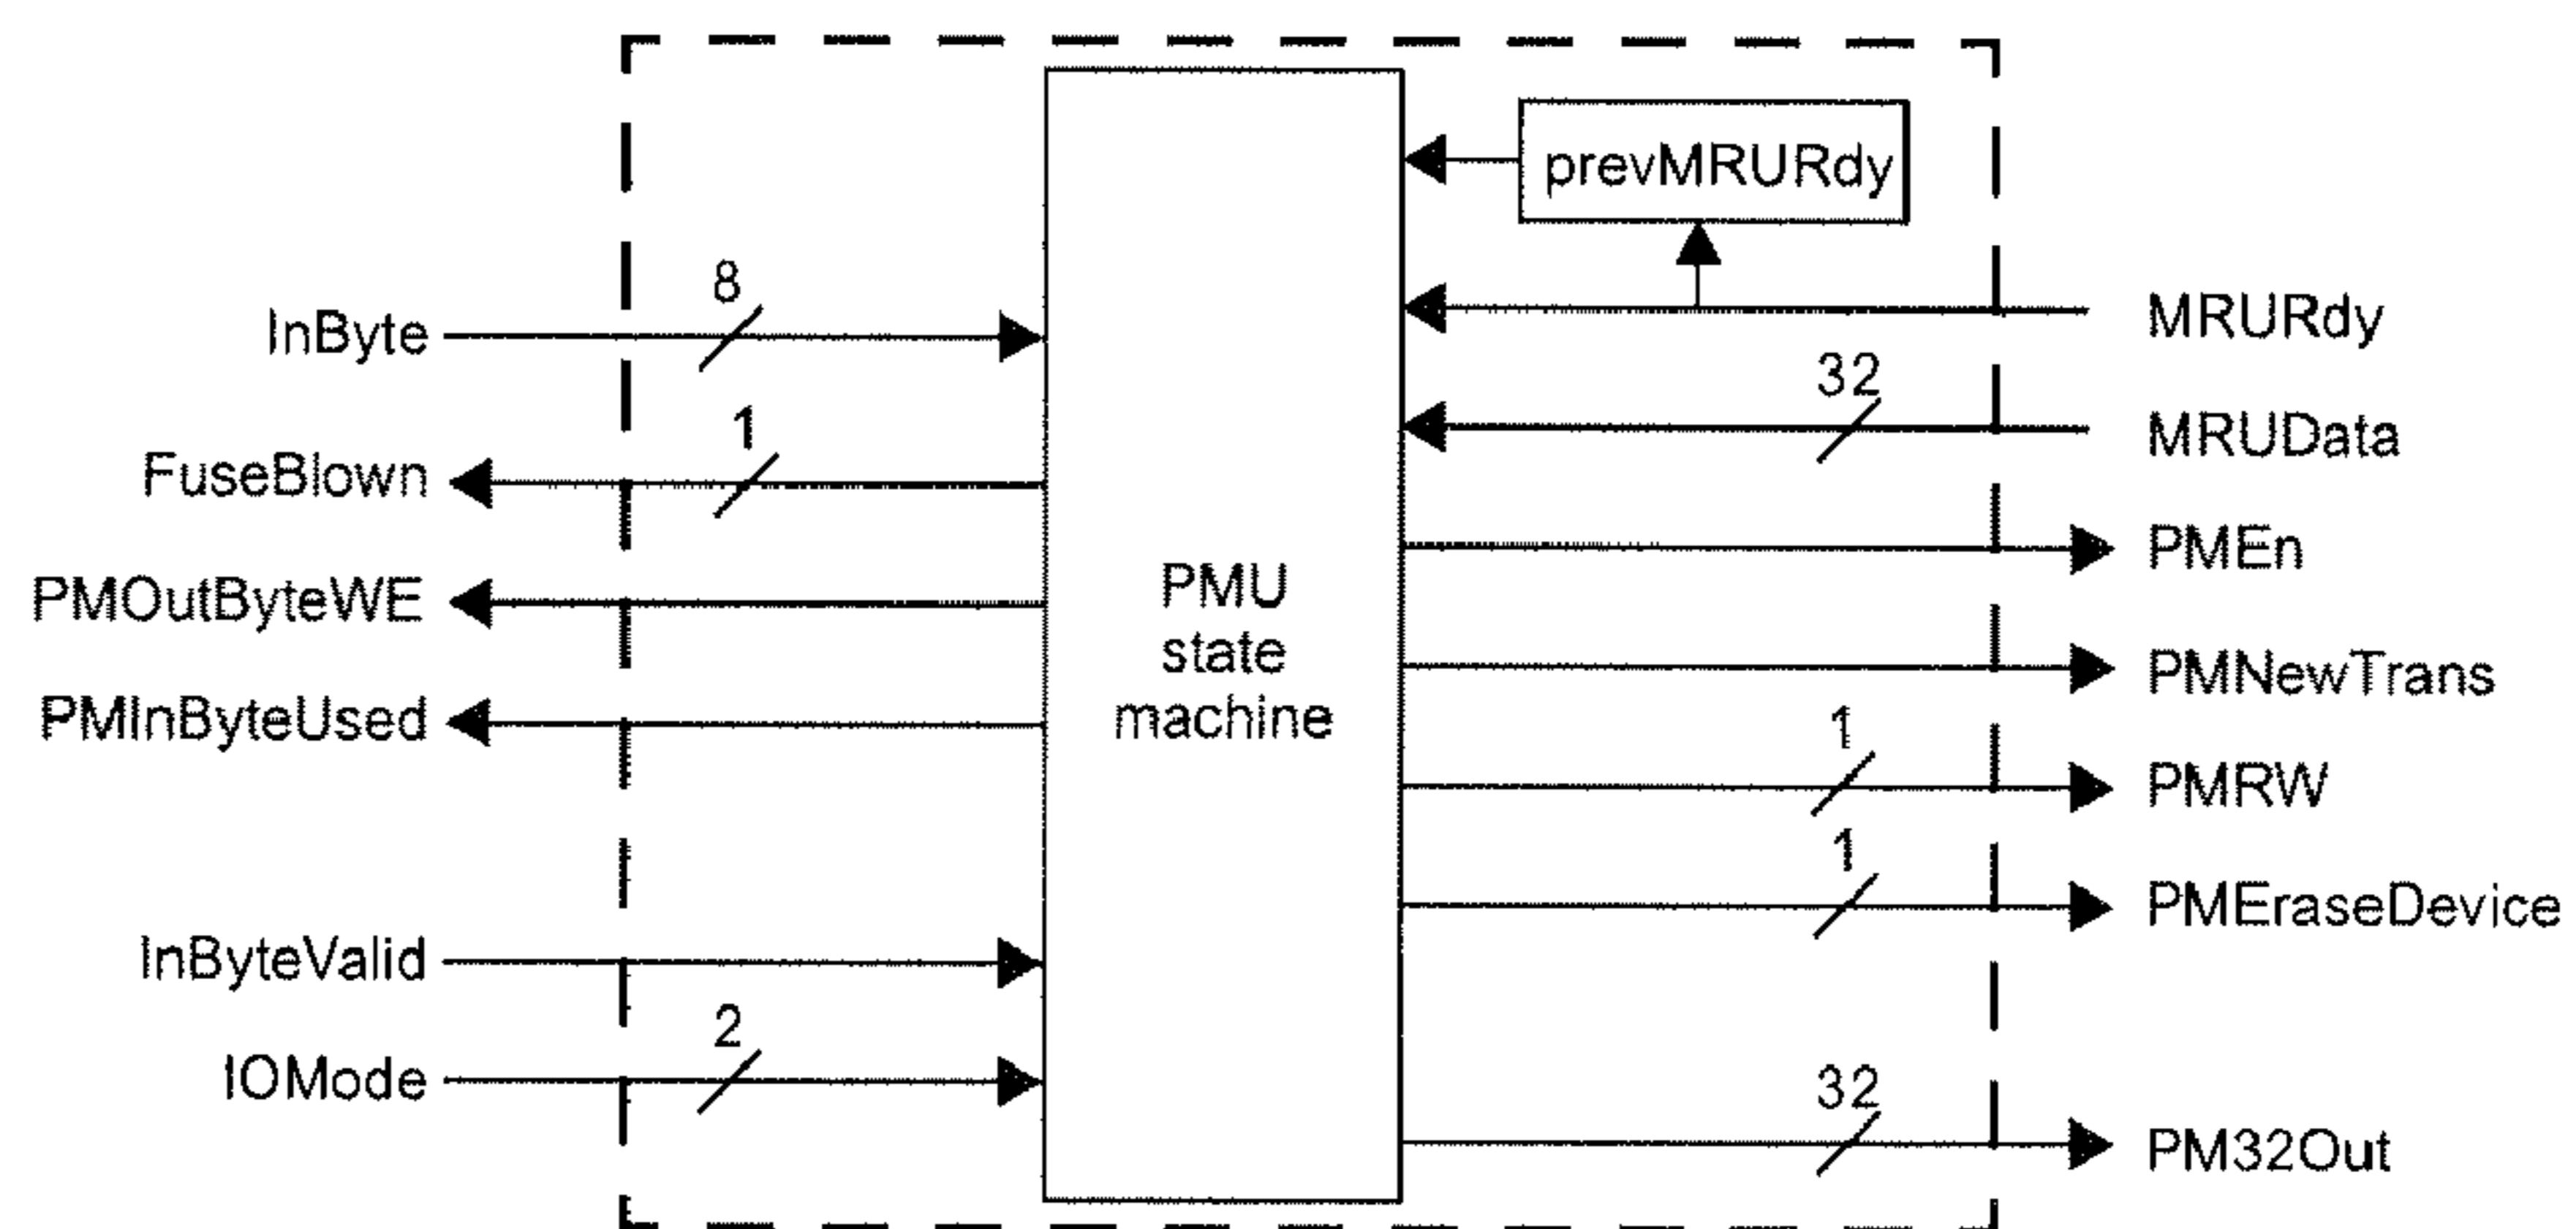 prevMRURdy
8
InByte
MRURdy
32
1
MRUData
FuseBlown
PMEn
PMOutByteWE
PMU
state
machine
PMNewTrans
PMInByteUsed
1
PMRW
1
PMEraseDevice
InByteValid
2
IOMode
32
PM32Out